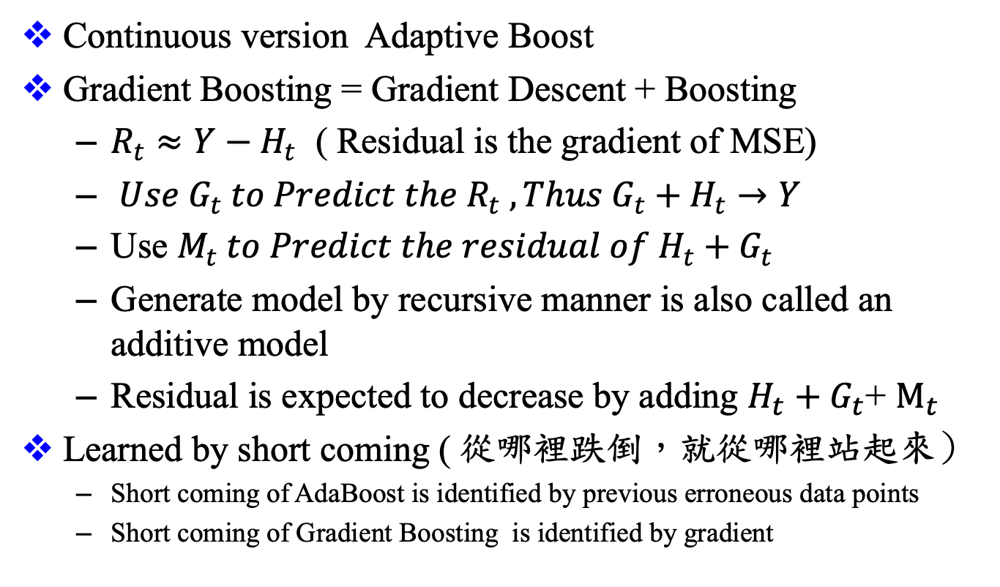 ❖ Continuous version Adaptive Boost
❖ Gradient Boosting = Gradient Descent + Boosting
– R_t ≈ Y − H_t ( Residual is the gradient of MSE)
– Use G_t to Predict the R_t ,Thus G_t + H_t → Y
– Use M_t to Predict the residual of H_t + G_t
– Generate model by recursive manner is also called an
additive model
– Residual is expected to decrease by adding H_t + G_t+ M_t
❖ Learned by short coming ( 從哪裡跌倒，就從哪裡站起來）
– Short coming of AdaBoost is identified by previous erroneous data points
– Short coming of Gradient Boosting is identified by gradient